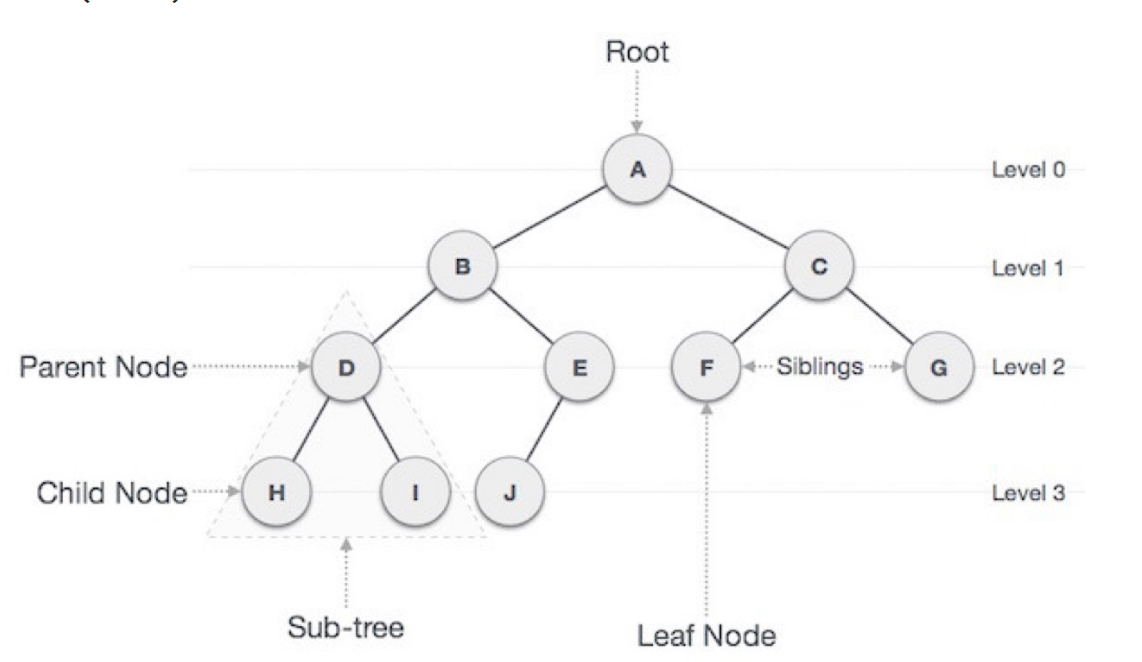 Root
A
Level 0
B
C
Level 1
Parent Node
D
E
F
Siblings
G
Level 2
Child Node
H
I
J
Level 3
Sub-tree
Leaf Node